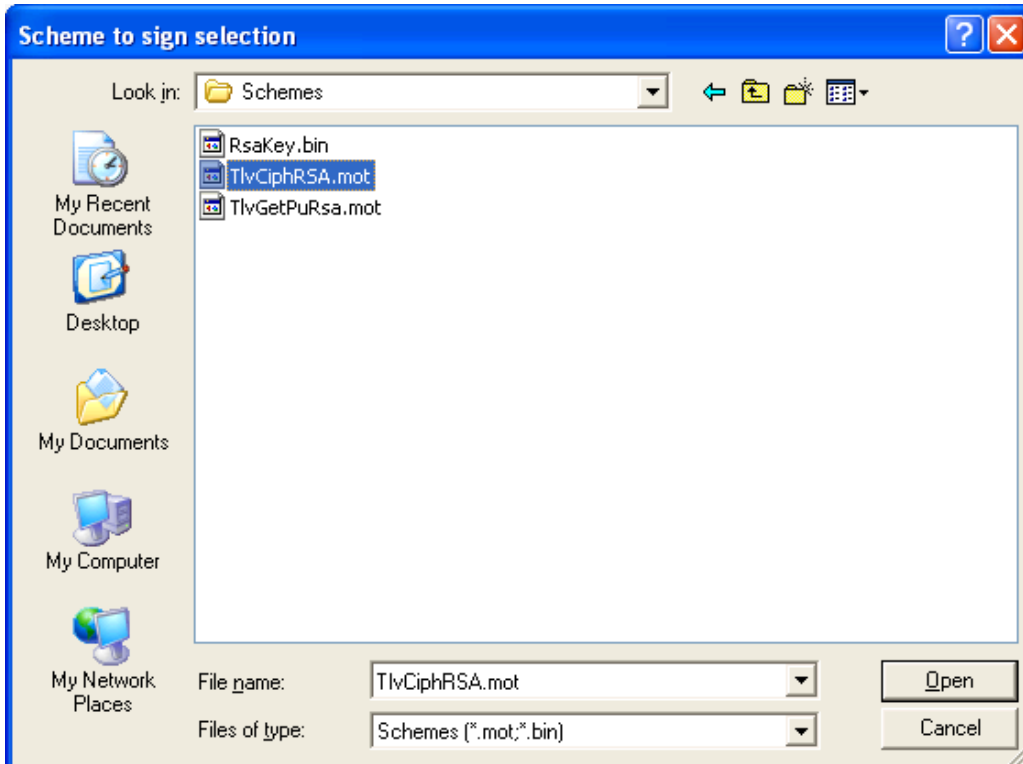 Scheme to sign selection
Look in:
Schemes
RsaKey.bin
TlvCiphRSA.mot
TlvGetPuRsa.mot
My Recent
Documents
Desktop
My Documents
My Computer
My Network
Places
File name:
TlvCiphRSA.mot
Open
Files of type:
Schemes (*.mot;*.bin)
Cancel